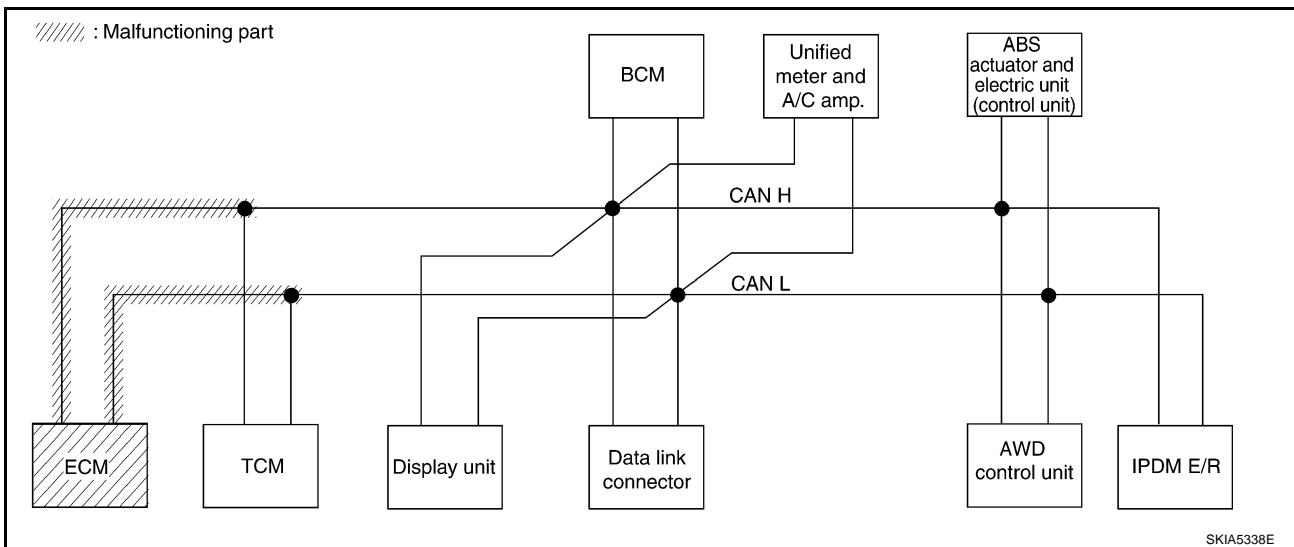 : Malfunctioning part
BCM
Unified
meter and
A/C amp.
ABS
actuator and
electric unit
(control unit)
CAN H
CAN L
ECM
TCM
Display unit
Data link
connector
AWD
control unit
IPDM E/R
SKIA5338E